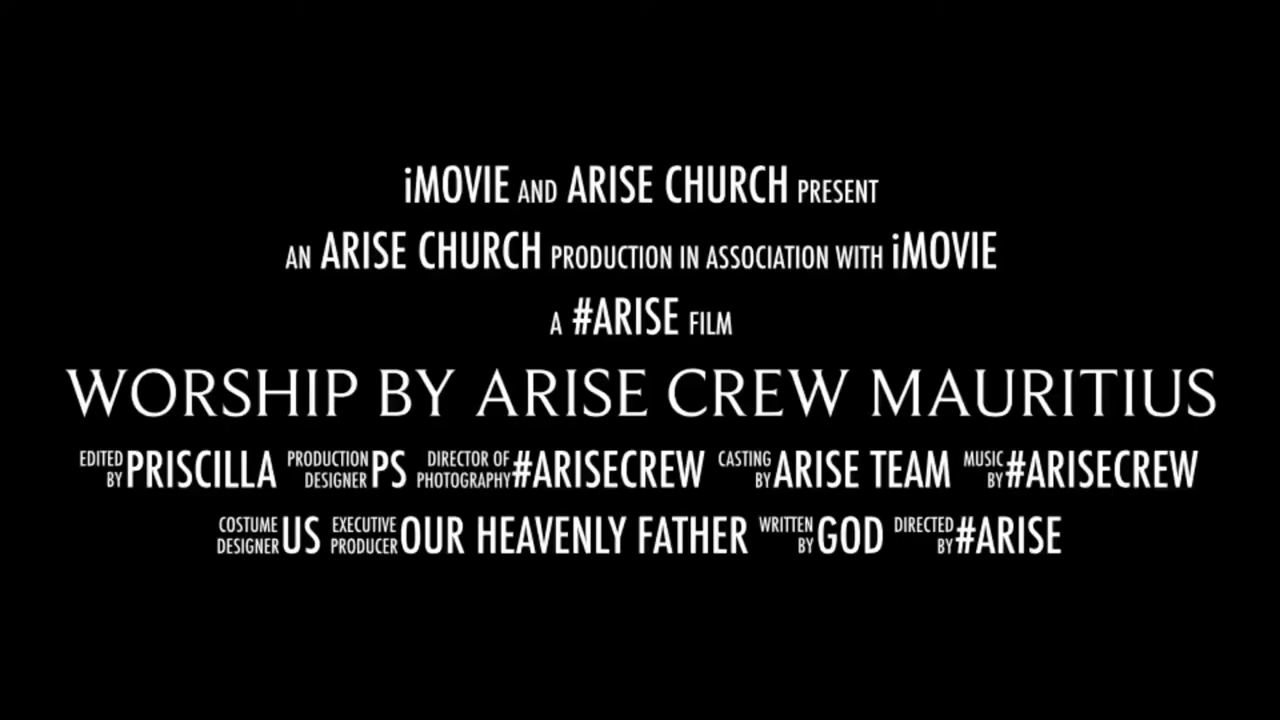 iMOVIE AND ARISE CHURCH PRESENT
AN ARISE CHURCH PRODUCTION IN ASSOCIATION WITH iMOVIE
A #ARISE FILM
WORSHIP BY ARISE CREW MAURITIUS
EDITED BY PRISCILLA PRODUCTION DESIGNER PS DIRECTOR OF PHOTOGRAPHY #ARISECREW CASTING BY ARISE TEAM MUSIC BY #ARISECREW
COSTUME DESIGNER US EXECUTIVE PRODUCER OUR HEAVENLY FATHER WRITTEN BY GOD DIRECTED BY #ARISE